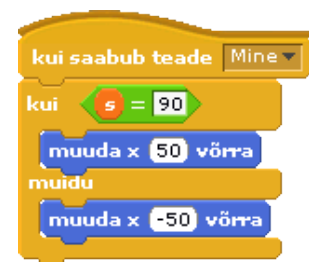 kui saabub teade Mine
kui s = 90
muuda x 50 võrra
muidu
muuda x -50 võrra